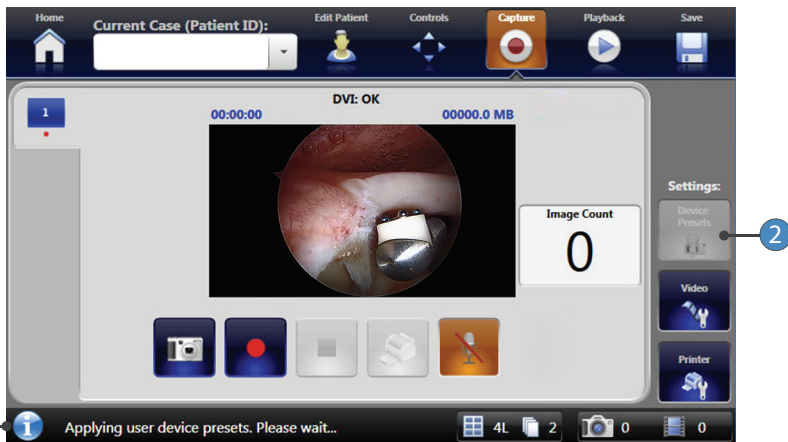 Home
Current Case (Patient ID):
Edit Patient
Controls
Capture
Playback
Save
1
DVI: OK
00:00:00
00000.0 MB
Image Count
0
Settings:
Device
Presets
2
Video
Printer
Applying user device presets. Please wait...
4L
2
0
0